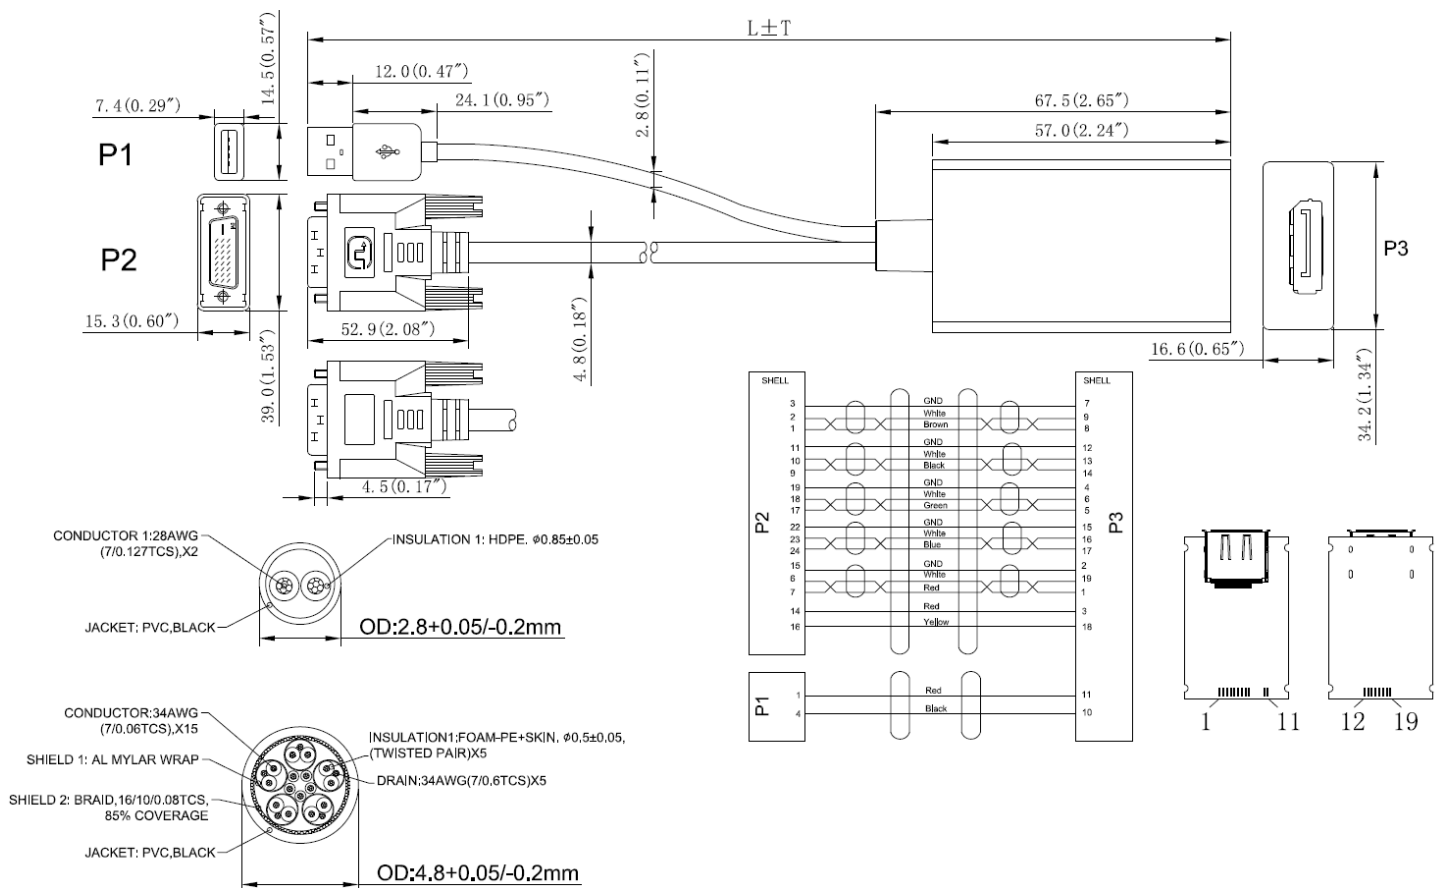 L±T
12.0(0.47″)
24.1(0.95″)
14.5(0.57″)
7.4(0.29″)
2.8(0.11″)
67.5(2.65″)
57.0(2.24″)
P1
P2
P3
15.3(0.60″)
39.0(1.53″)
52.9(2.08″)
4.8(0.18″)
16.6(0.65″)
34.2(1.34″)
4.5(0.17″)
SHELL SHELL
3 GND 7
2 White 9
1 Brown 8
11 GND 12
10 White 13
9 Black 14
19 GND 4
18 White 6
17 Green 5
22 GND 15
23 White 16
24 Blue 17
15 GND 2
6 White 19
7 Red 1
14 Red 3
16 Yellow 18
P2
P3
1 Red 11
4 Black 10
P1
1 11 12 19
CONDUCTOR 1:28AWG
(7/0.127TCS),X2
INSULATION 1: HDPE, φ0.85±0.05
JACKET: PVC,BLACK
OD:2.8+0.05/-0.2mm
CONDUCTOR:34AWG
(7/0.06TCS),X15
SHIELD 1: AL MYLAR WRAP
SHIELD 2: BRAID,16/10/0.08TCS,
85% COVERAGE
JACKET: PVC,BLACK
INSULATION1:FOAM-PE+SKIN, φ0.5±0.05,
(TWISTED PAIR)X5
DRAIN:34AWG(7/0.6TCS)X5
OD:4.8+0.05/-0.2mm